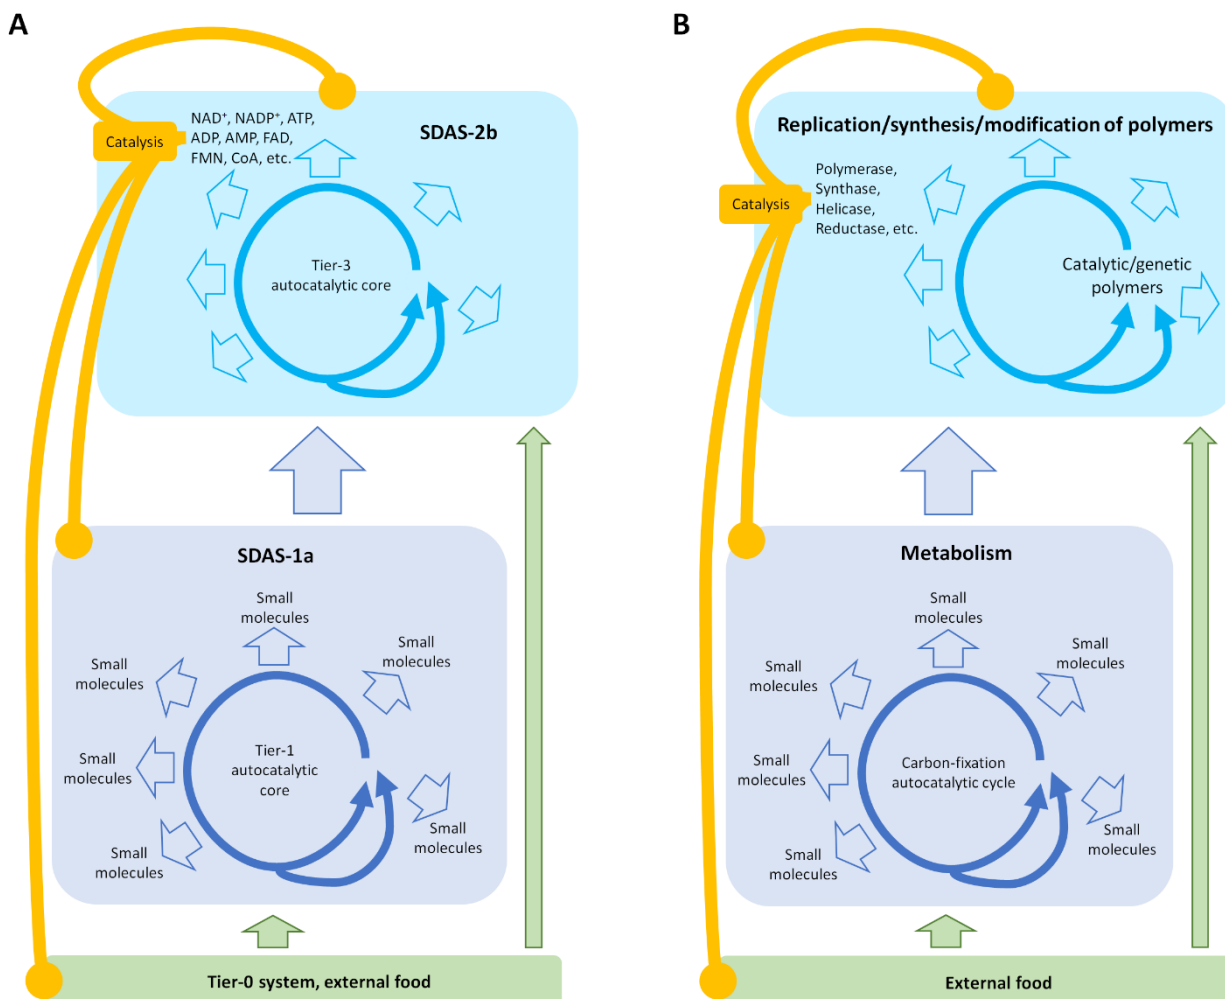 A
Catalysis
NAD⁺, NADP⁺, ATP,
ADP, AMP, FAD,
FMN, CoA, etc.
SDAS-2b
Tier-3
autocatalytic core
SDAS-1a
Small
molecules
Small
molecules
Small
molecules
Small
molecules
Small
molecules
Small
molecules
Tier-1
autocatalytic
core
Tier-0 system, external food
B
Replication/synthesis/modification of polymers
Catalysis
Polymerase,
Synthase,
Helicase,
Reductase, etc.
Catalytic/genetic
polymers
Metabolism
Small
molecules
Small
molecules
Small
molecules
Small
molecules
Small
molecules
Small
molecules
Carbon-fixation
autocatalytic cycle
External food